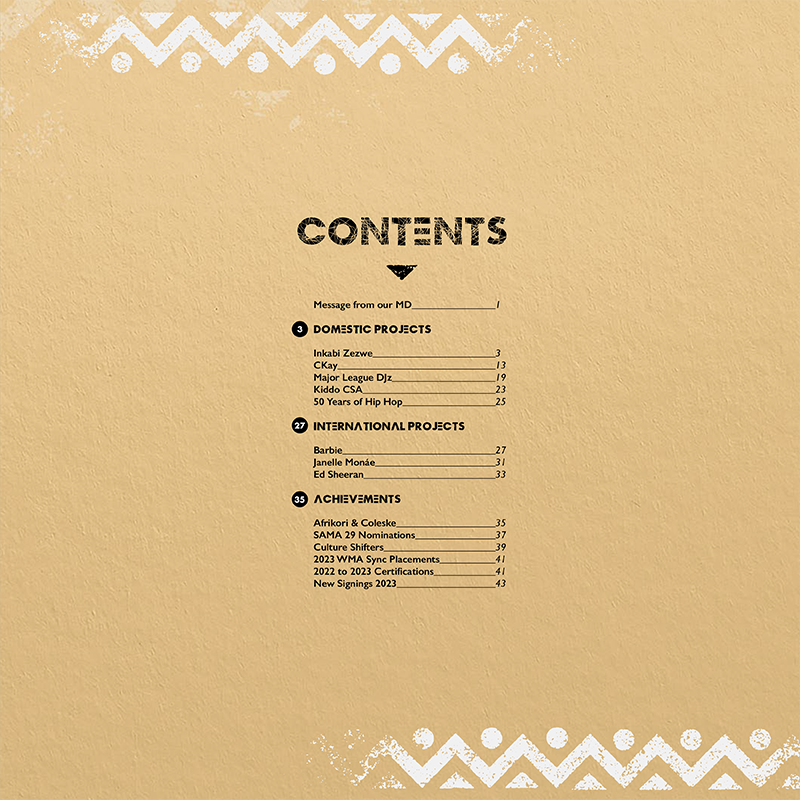 CONTENTS
Message from our MD 1
3 DOMESTIC PROJECTS
Inkabi Zezwe 3
CKay 13
Major League DJz 19
Kiddo CSA 23
50 Years of Hip Hop 25
27 INTERNATIONAL PROJECTS
Barbie 27
Janelle Monáe 31
Ed Sheeran 33
35 ACHIEVEMENTS
Afrikori & Coleske 35
SAMA 29 Nominations 37
Culture Shifters 39
2023 WMA Sync Placements 41
2022 to 2023 Certifications 41
New Signings 2023 43